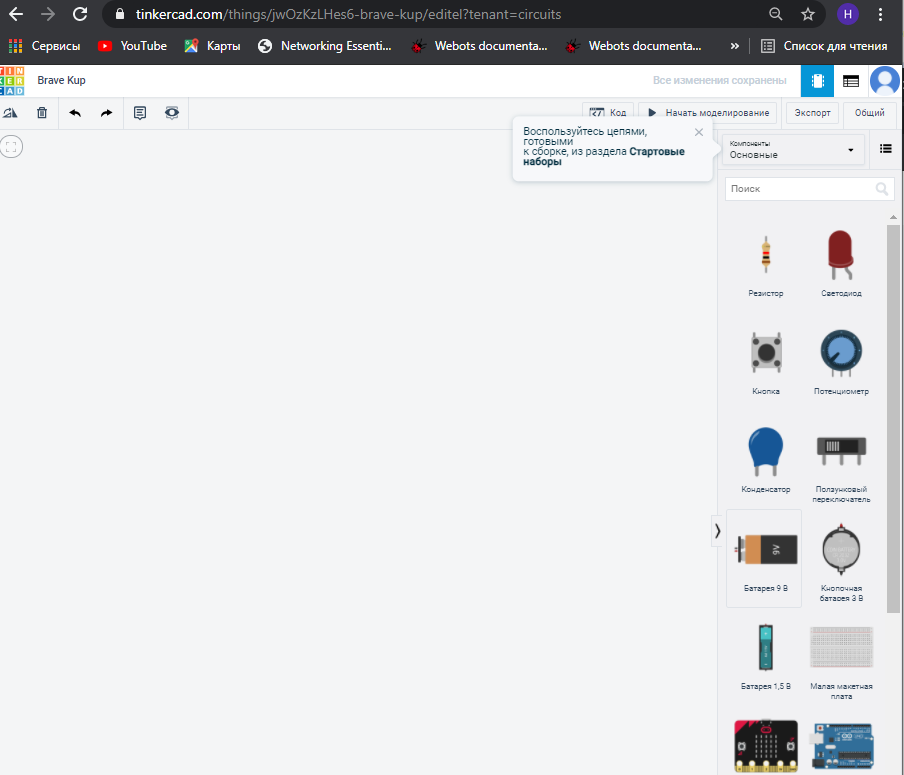 tinkercad.com/things/jwOzKzLHes6-brave-kup/editel?tenant=circuits
H
Сервисы
YouTube
Карты
Networking Essenti...
Webots documenta...
Webots documenta...
»
Список для чтения
TIN
KER
CAD
Brave Kup
Все изменения сохранены
Код
Начать моделирование
Экспорт
Общий
Воспользуйтесь цепями,
готовыми
к сборке, из раздела Стартовые
наборы
Компоненты
Основные
Поиск
Резистор
Светодиод
Кнопка
Потенциометр
Конденсатор
Ползунковый
переключатель
9V
Батарея 9 В
Кнопочная
батарея 3 В
Батарея 1,5 В
Малая макетная
плата